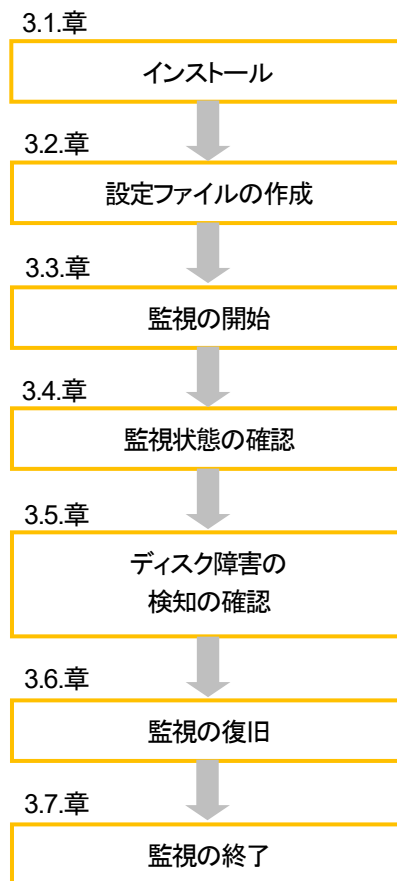 3.1.章
インストール
3.2.章
設定ファイルの作成
3.3.章
監視の開始
3.4.章
監視状態の確認
3.5.章
ディスク障害の
検知の確認
3.6.章
監視の復旧
3.7.章
監視の終了